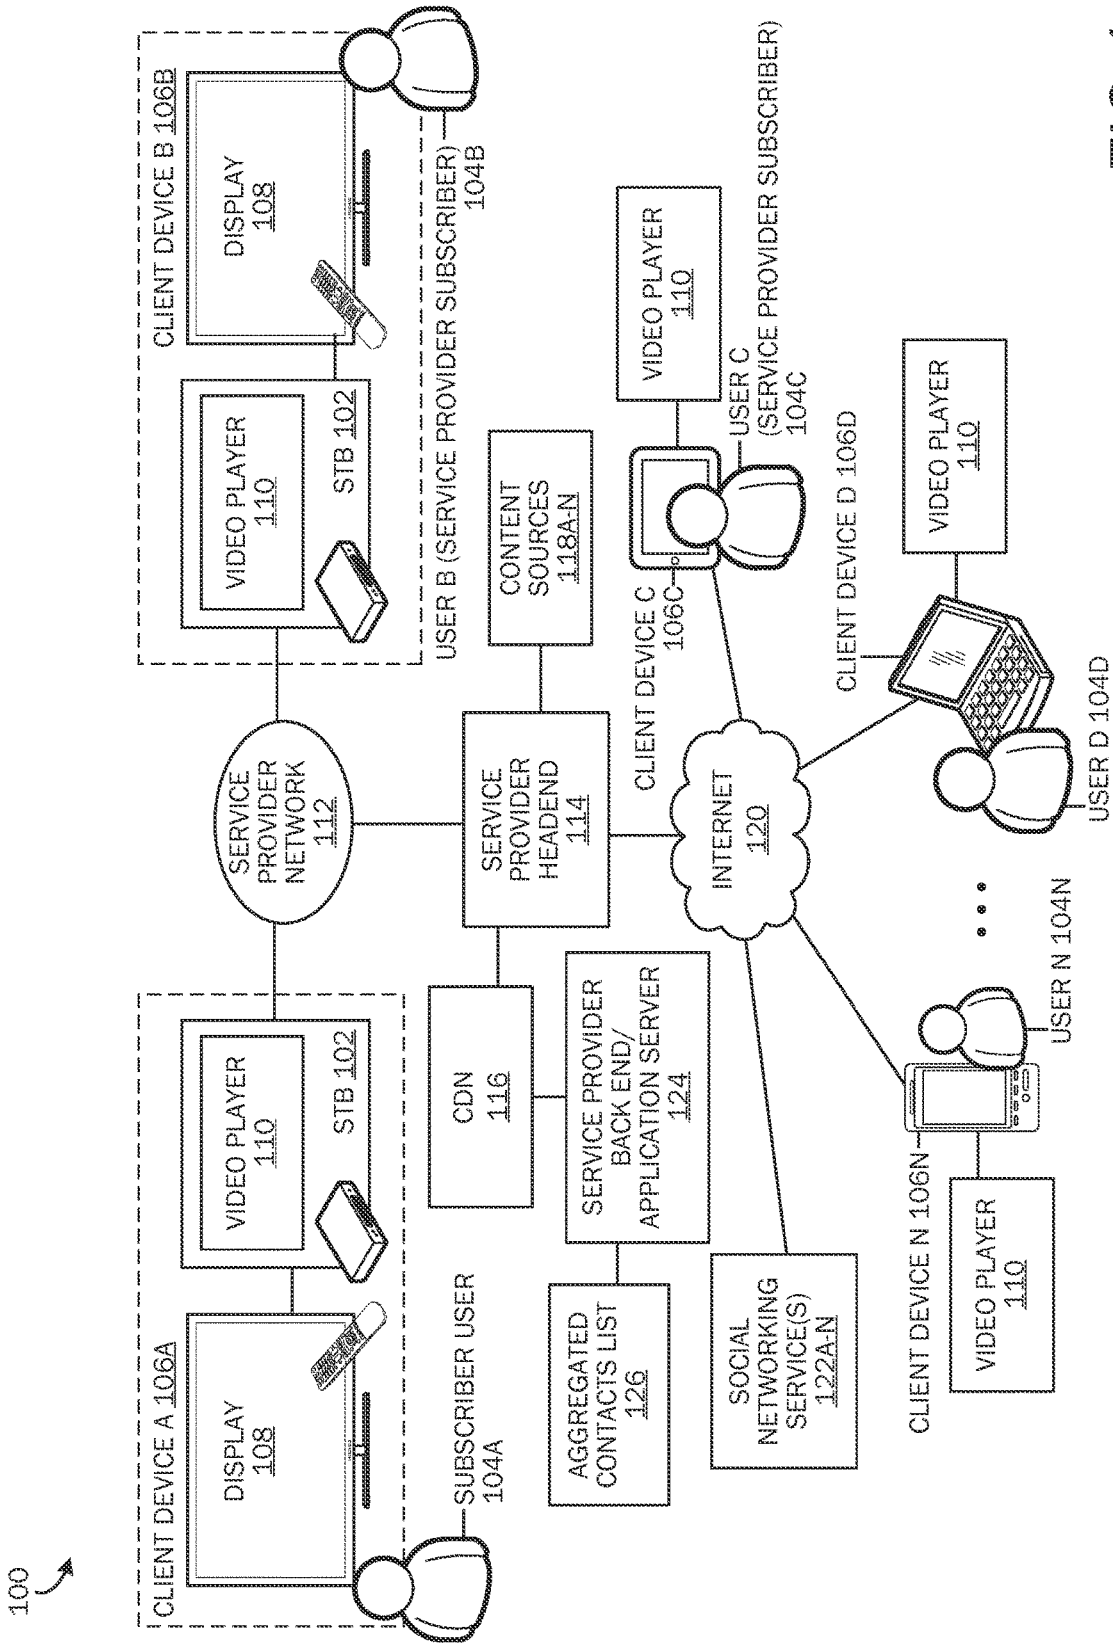 100
CLIENT DEVICE A 106A
DISPLAY
108
VIDEO PLAYER
110
STB 102
SUBSCRIBER USER
104A
SERVICE
PROVIDER
NETWORK
112
CLIENT DEVICE B 106B
VIDEO PLAYER
110
STB 102
DISPLAY
108
USER B (SERVICE PROVIDER SUBSCRIBER)
104B
CDN
116
SERVICE
PROVIDER
HEADEND
114
CONTENT
SOURCES
118A-N
AGGREGATED
CONTACTS LIST
126
SERVICE PROVIDER
BACK END/
APPLICATION SERVER
124
SOCIAL
NETWORKING
SERVICE(S)
122A-N
INTERNET
120
CLIENT DEVICE C
106C
VIDEO PLAYER
110
USER C
(SERVICE PROVIDER SUBSCRIBER)
104C
CLIENT DEVICE N 106N
VIDEO PLAYER
110
USER N 104N
CLIENT DEVICE D 106D
VIDEO PLAYER
110
USER D 104D